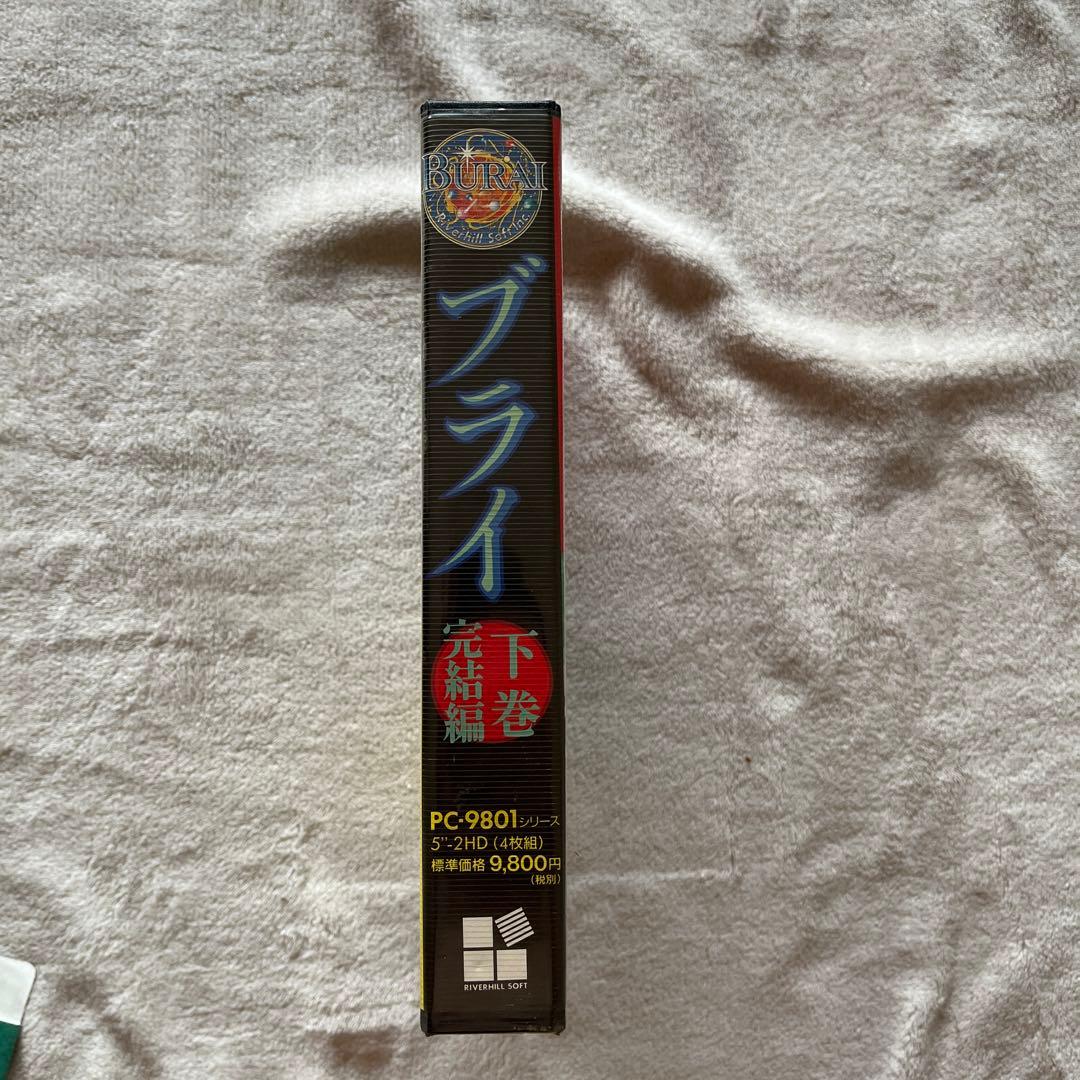 BURAI
Riverhill Soft Inc.
ブライ
下巻
完結編
PC-9801シリーズ
5"-2HD(4枚組)
標準価格9,800円
(税別)
RIVERHILL SOFT